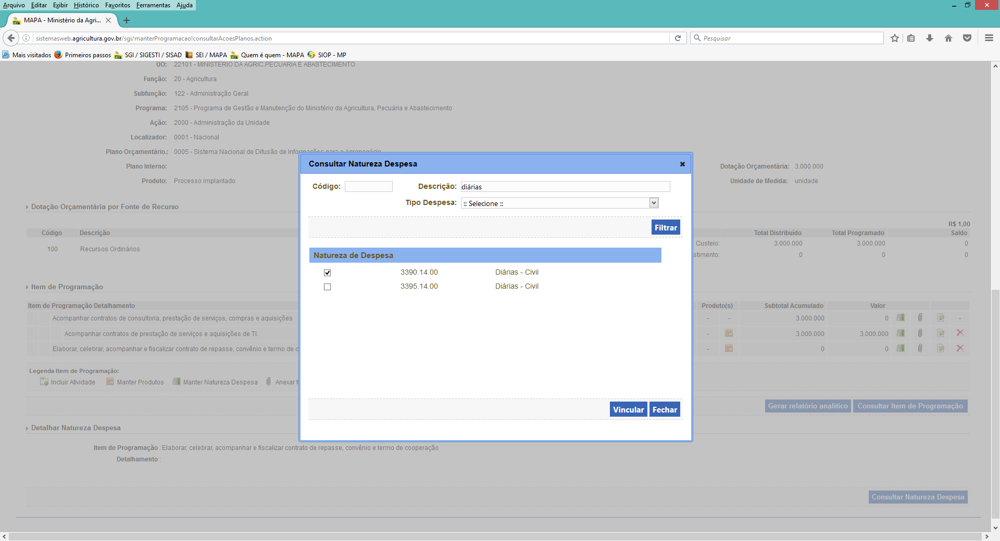 Arquivo Editar Exibir Histórico Favoritos Ferramentas Ajuda
MAPA - Ministério da Agri...
sistemasweb.agricultura.gov.br/sgi/manterProgramacao!consultarAcoesPlanos.action
Pesquisar
Mais visitados Primeiros passos SGI / SIGESTI / SISAD SEI / MAPA Quem é quem - MAPA SIOP - MP
UO: 22101 - MINISTERIO DA AGRIC.PECUARIA E ABASTECIMENTO
Função: 20 - Agricultura
Subfunção: 122 - Administração Geral
Programa: 2105 - Programa de Gestão e Manutenção do Ministério da Agricultura, Pecuária e Abastecimento
Ação: 2000 - Administração da Unidade
Localizador: 0001 - Nacional
Plano Orçamentário.: 0005 - Sistema Nacional de Difusão de Informações para o Agronegócio
Plano Interno:
Dotação Orçamentária: 3.000.000
Produto: Processo implantado
Unidade de Medida: unidade
Dotação Orçamentária por Fonte de Recurso
R$ 1,00
Código Descrição Total Distribuído Total Programado Saldo
100 Recursos Ordinários
Custeio: 3.000.000 3.000.000 0
stimento: 0 0 0
Item de Programação
Item de Programação Detalhamento Produto(s) Subtotal Acumulado Valor
Acompanhar contratos de consultoria, prestação de serviços, compras e aquisições - - 3.000.000 0 -
Acompanhar contratos de prestação de serviços e aquisições de TI. - 3.000.000 3.000.000
Elaborar, celebrar, acompanhar e fiscalizar contrato de repasse, convênio e termo de c - 0 0
Legenda Item de Programação:
Incluir Atividade Manter Produtos Manter Natureza Despesa Anexar
Gerar relatório analítico Consultar Item de Programação
Detalhar Natureza Despesa
Item de Programação : Elaborar, celebrar, acompanhar e fiscalizar contrato de repasse, convênio e termo de cooperação
Detalhamento :
Consultar Natureza Despesa
Consultar Natureza Despesa
Código: Descrição: diárias
Tipo Despesa: :: Selecione ::
Filtrar
Natureza de Despesa
3390.14.00 Diárias - Civil
3395.14.00 Diárias - Civil
Vincular Fechar